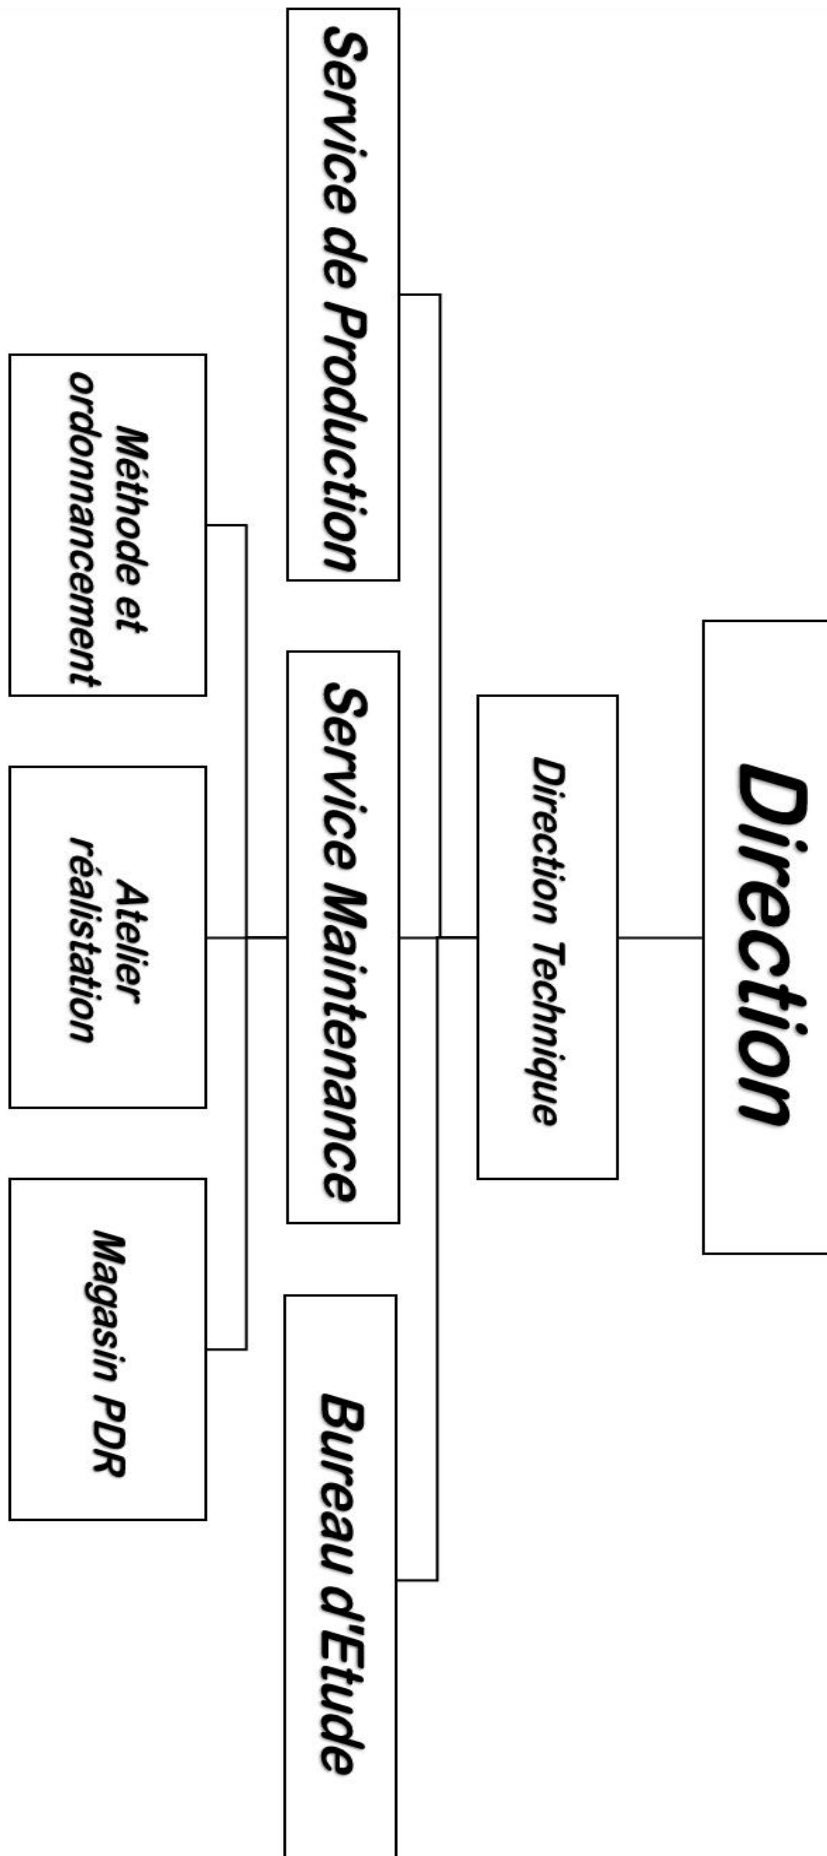 Direction
Direction Technique
Service de Production
Service Maintenance
Bureau d'Etude
Méthode et
ordonnancement
Atelier
réalistation
Magasin PDR